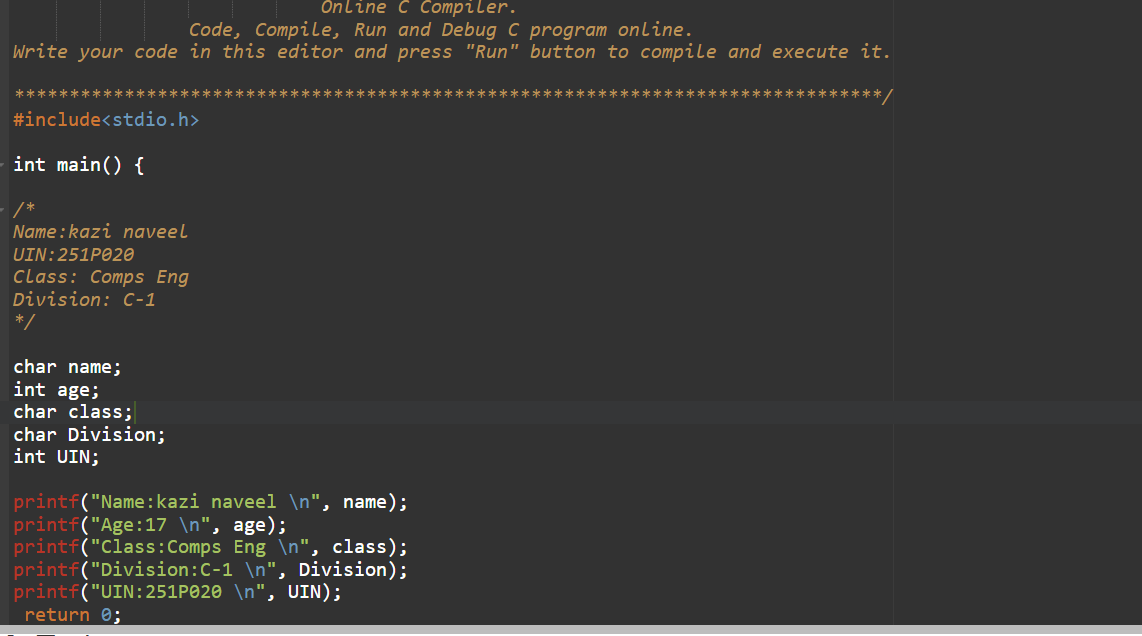 Online C Compiler.
Code, Compile, Run and Debug C program online.
Write your code in this editor and press "Run" button to compile and execute it.
*******************************************************************************/
#include<stdio.h>
int main() {
/*
Name:kazi naveel
UIN:251P020
Class: Comps Eng
Division: C-1
*/
char name;
int age;
char class;
char Division;
int UIN;
printf("Name:kazi naveel \n", name);
printf("Age:17 \n", age);
printf("Class:Comps Eng \n", class);
printf("Division:C-1 \n", Division);
printf("UIN:251P020 \n", UIN);
return 0;